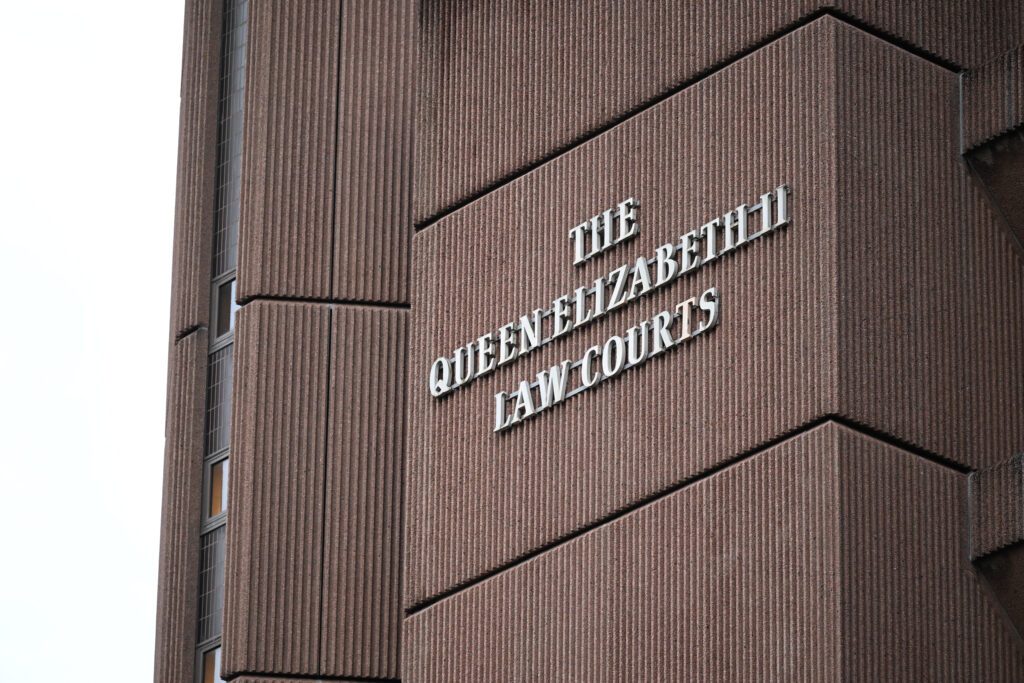 THE
QUEEN ELIZABETH II
LAW COURTS